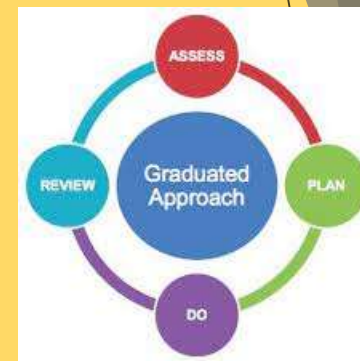 ASSESS
REVIEW
Graduated
Approach
PLAN
DO